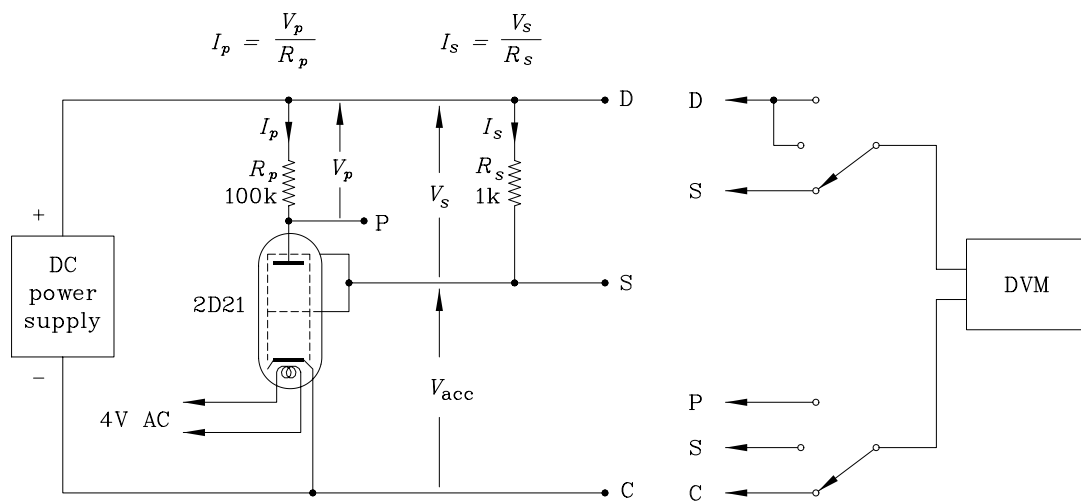 I_p = V_p / R_p
I_s = V_s / R_s
D
D
I_p
I_s
R_p
100k
V_p
V_s
R_s
1k
S
P
+
DC
power
supply
−
2D21
S
DVM
V_acc
4V AC
P
S
C
C